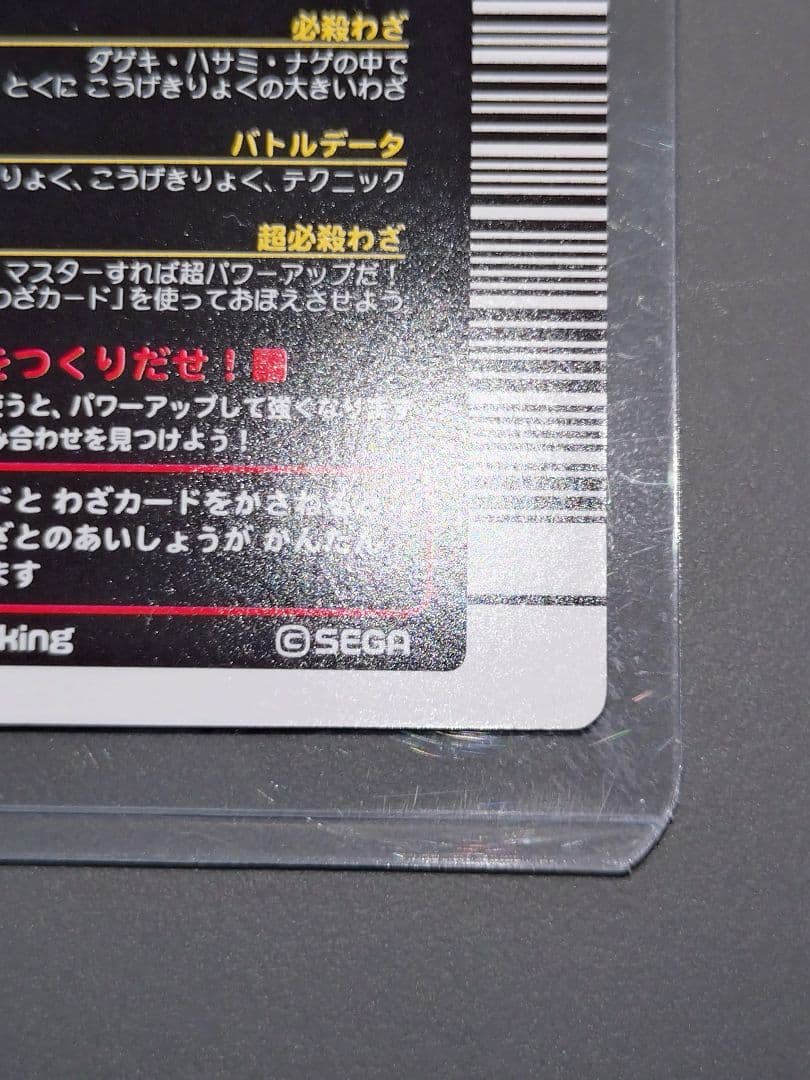 必殺わざ
ダゲキ・ハサミ・ナゲの中で
とくに こうげきりょくの大きいわざ
バトルデータ
りょく、こうげきりょく、テクニック
超必殺わざ
マスターすれば超パワーアップだ！
わざカード」を使っておぼえさせよう
をつくりだせ！
使うと、パワーアップして強くなります
み合わせを見つけよう！
ドと わざカードをかさねると
ざとのあいしょうが かんたん
ます
king
©SEGA